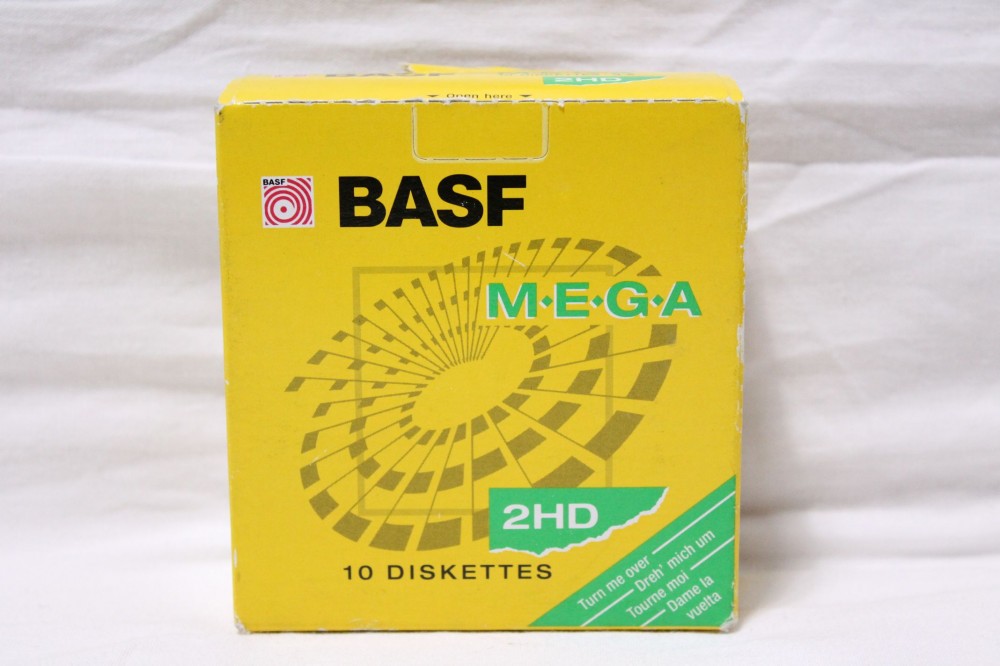 BASF
2HD
Open here
BASF
BASF
M·E·G·A
2HD
10 DISKETTES
Turn me over
Dreh' mich um
Tourne moi
Dame la
vuelta